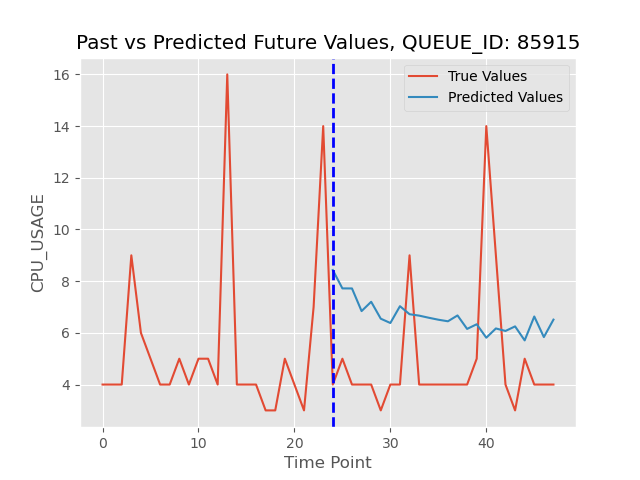 Past vs Predicted Future Values, QUEUE_ID: 85915
True Values
Predicted Values
CPU_USAGE
16
14
12
10
8
6
4
0 10 20 30 40
Time Point